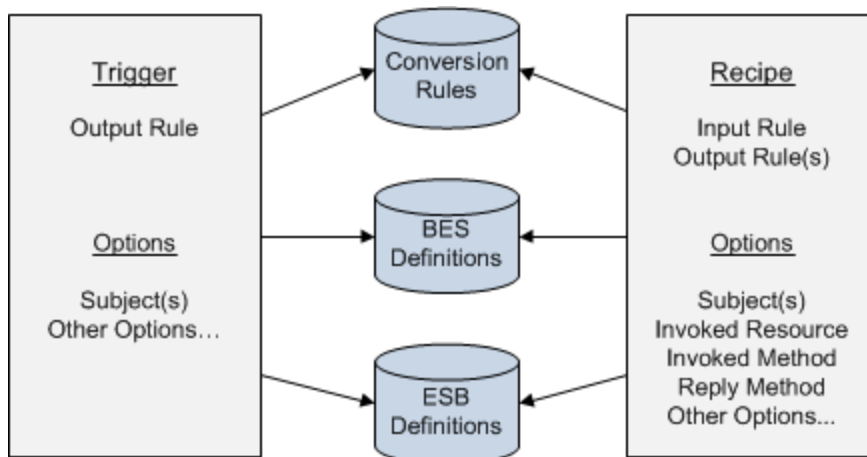 Trigger
Output Rule
Options
Subject(s)
Other Options…
Conversion
Rules
BES
Definitions
ESB
Definitions
Recipe
Input Rule
Output Rule(s)
Options
Subject(s)
Invoked Resource
Invoked Method
Reply Method
Other Options...